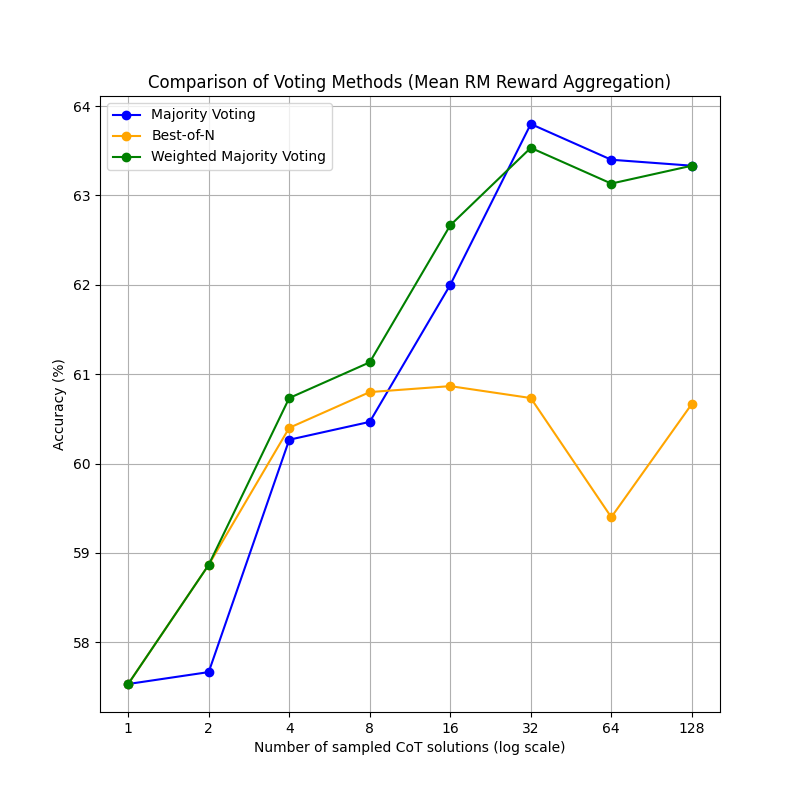 Comparison of Voting Methods (Mean RM Reward Aggregation)
Majority Voting
Best-of-N
Weighted Majority Voting
Accuracy (%)
64
63
62
61
60
59
58
1 2 4 8 16 32 64 128
Number of sampled CoT solutions (log scale)